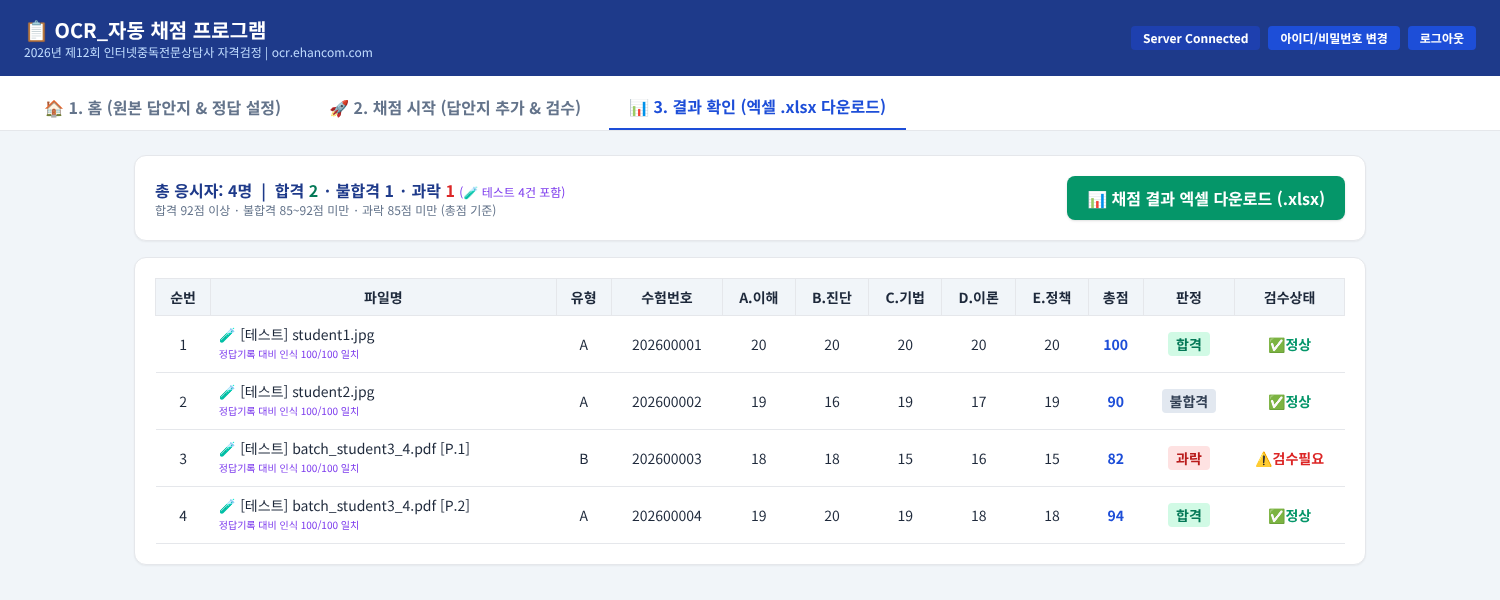 📋 OCR_자동 채점 프로그램
2026년 제12회 인터넷중독전문상담사 자격검정 | ocr.ehancom.com
Server Connected 아이디/비밀번호 변경 로그아웃
🏠 1. 홈 (원본 답안지 & 정답 설정) 🚀 2. 채점 시작 (답안지 추가 & 검수) 📊 3. 결과 확인 (엑셀 .xlsx 다운로드)
총 응시자: 4명 | 합격 2 · 불합격 1 · 과락 1 (🧪 테스트 4건 포함)
합격 92점 이상 · 불합격 85~92점 미만 · 과락 85점 미만 (총점 기준)
📊 채점 결과 엑셀 다운로드 (.xlsx)
순번 파일명 유형 수험번호 A.이해 B.진단 C.기법 D.이론 E.정책 총점 판정 검수상태
1 🧪 [테스트] student1.jpg A 202600001 20 20 20 20 20 100 합격 ✅정상
정답기록 대비 인식 100/100 일치
2 🧪 [테스트] student2.jpg A 202600002 19 16 19 17 19 90 불합격 ✅정상
정답기록 대비 인식 100/100 일치
3 🧪 [테스트] batch_student3_4.pdf [P.1] B 202600003 18 18 15 16 15 82 과락 ⚠️검수필요
정답기록 대비 인식 100/100 일치
4 🧪 [테스트] batch_student3_4.pdf [P.2] A 202600004 19 20 19 18 18 94 합격 ✅정상
정답기록 대비 인식 100/100 일치